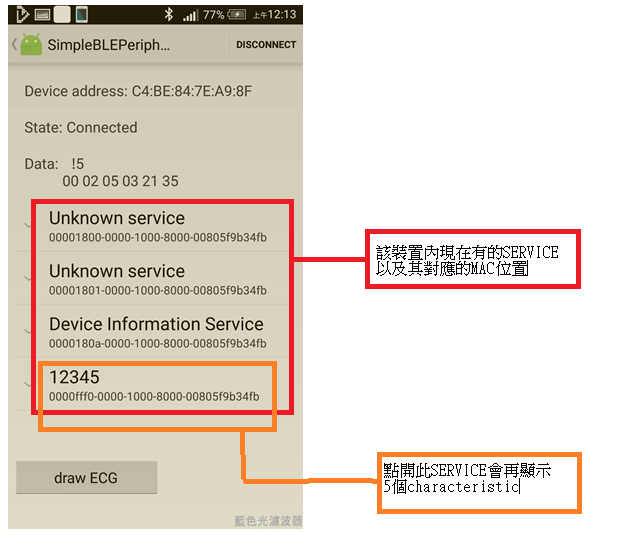 77% 上午12:13
SimpleBLEPeriph... DISCONNECT
Device address: C4:BE:84:7E:A9:8F
State: Connected
Data: !5
00 02 05 03 21 35
Unknown service
00001800-0000-1000-8000-00805f9b34fb
Unknown service
00001801-0000-1000-8000-00805f9b34fb
Device Information Service
0000180a-0000-1000-8000-00805f9b34fb
12345
0000fff0-0000-1000-8000-00805f9b34fb
draw ECG
藍色光濾波器
該裝置內現在有的SERVICE
以及其對應的MAC位置
點開此SERVICE會再顯示
5個characteristic